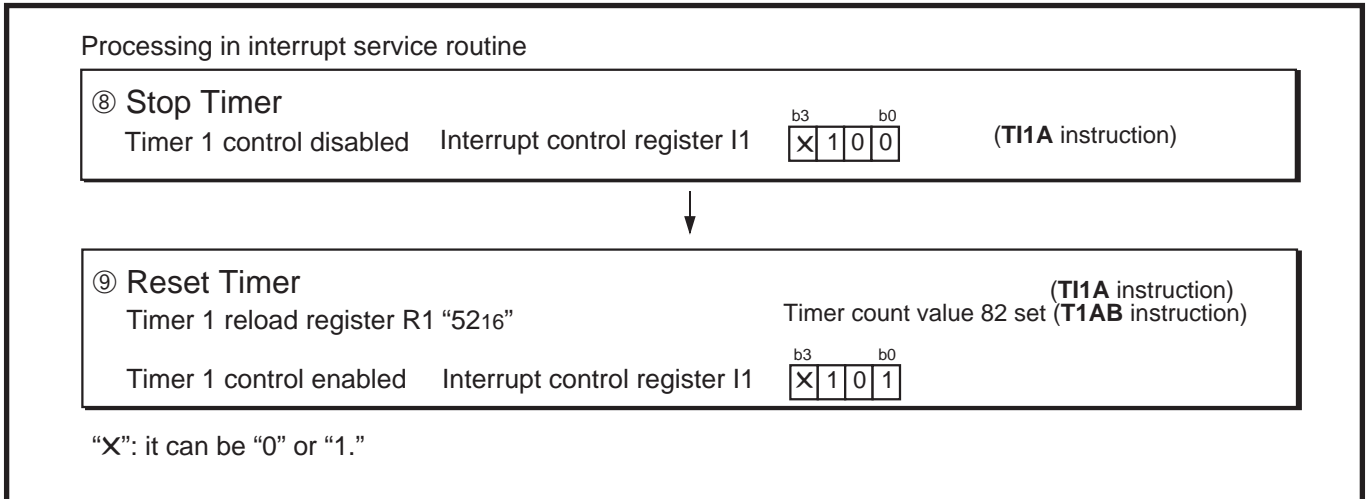 Processing in interrupt service routine
⑧ Stop Timer
b3 b0
Timer 1 control disabled Interrupt control register I1 ✕ 1 0 0 (TI1A instruction)
⑨ Reset Timer
(TI1A instruction)
Timer 1 reload register R1 “5216” Timer count value 82 set (T1AB instruction)
b3 b0
Timer 1 control enabled Interrupt control register I1 ✕ 1 0 1
“✕”: it can be “0” or “1.”